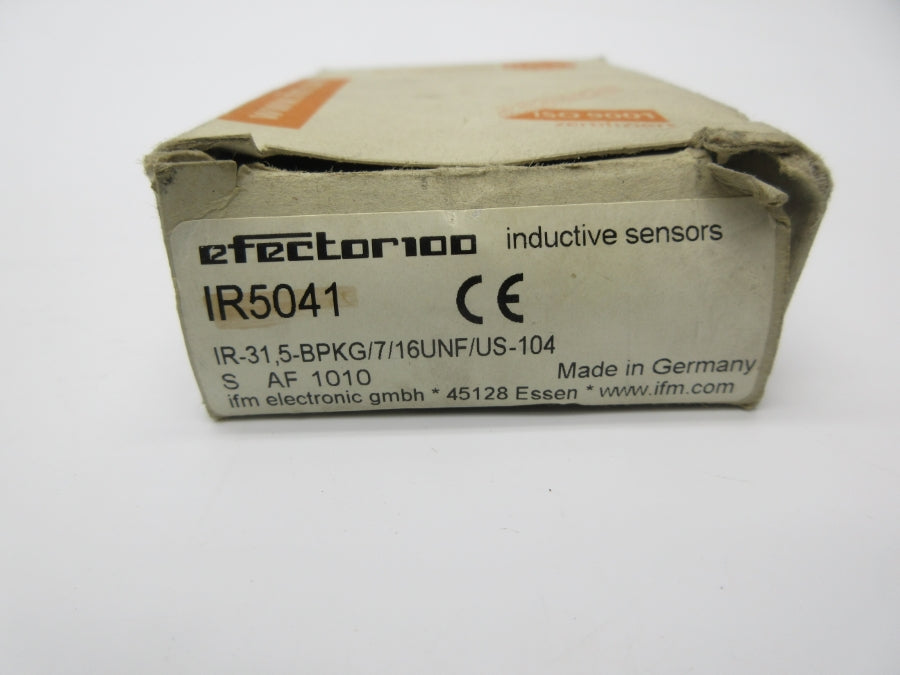 ISO 9001
zertifiziert
efector100 inductive sensors
IR5041 CE
IR-31,5-BPKG/7/16UNF/US-104
S AF 1010 Made in Germany
ifm electronic gmbh * 45128 Essen * www.ifm.com